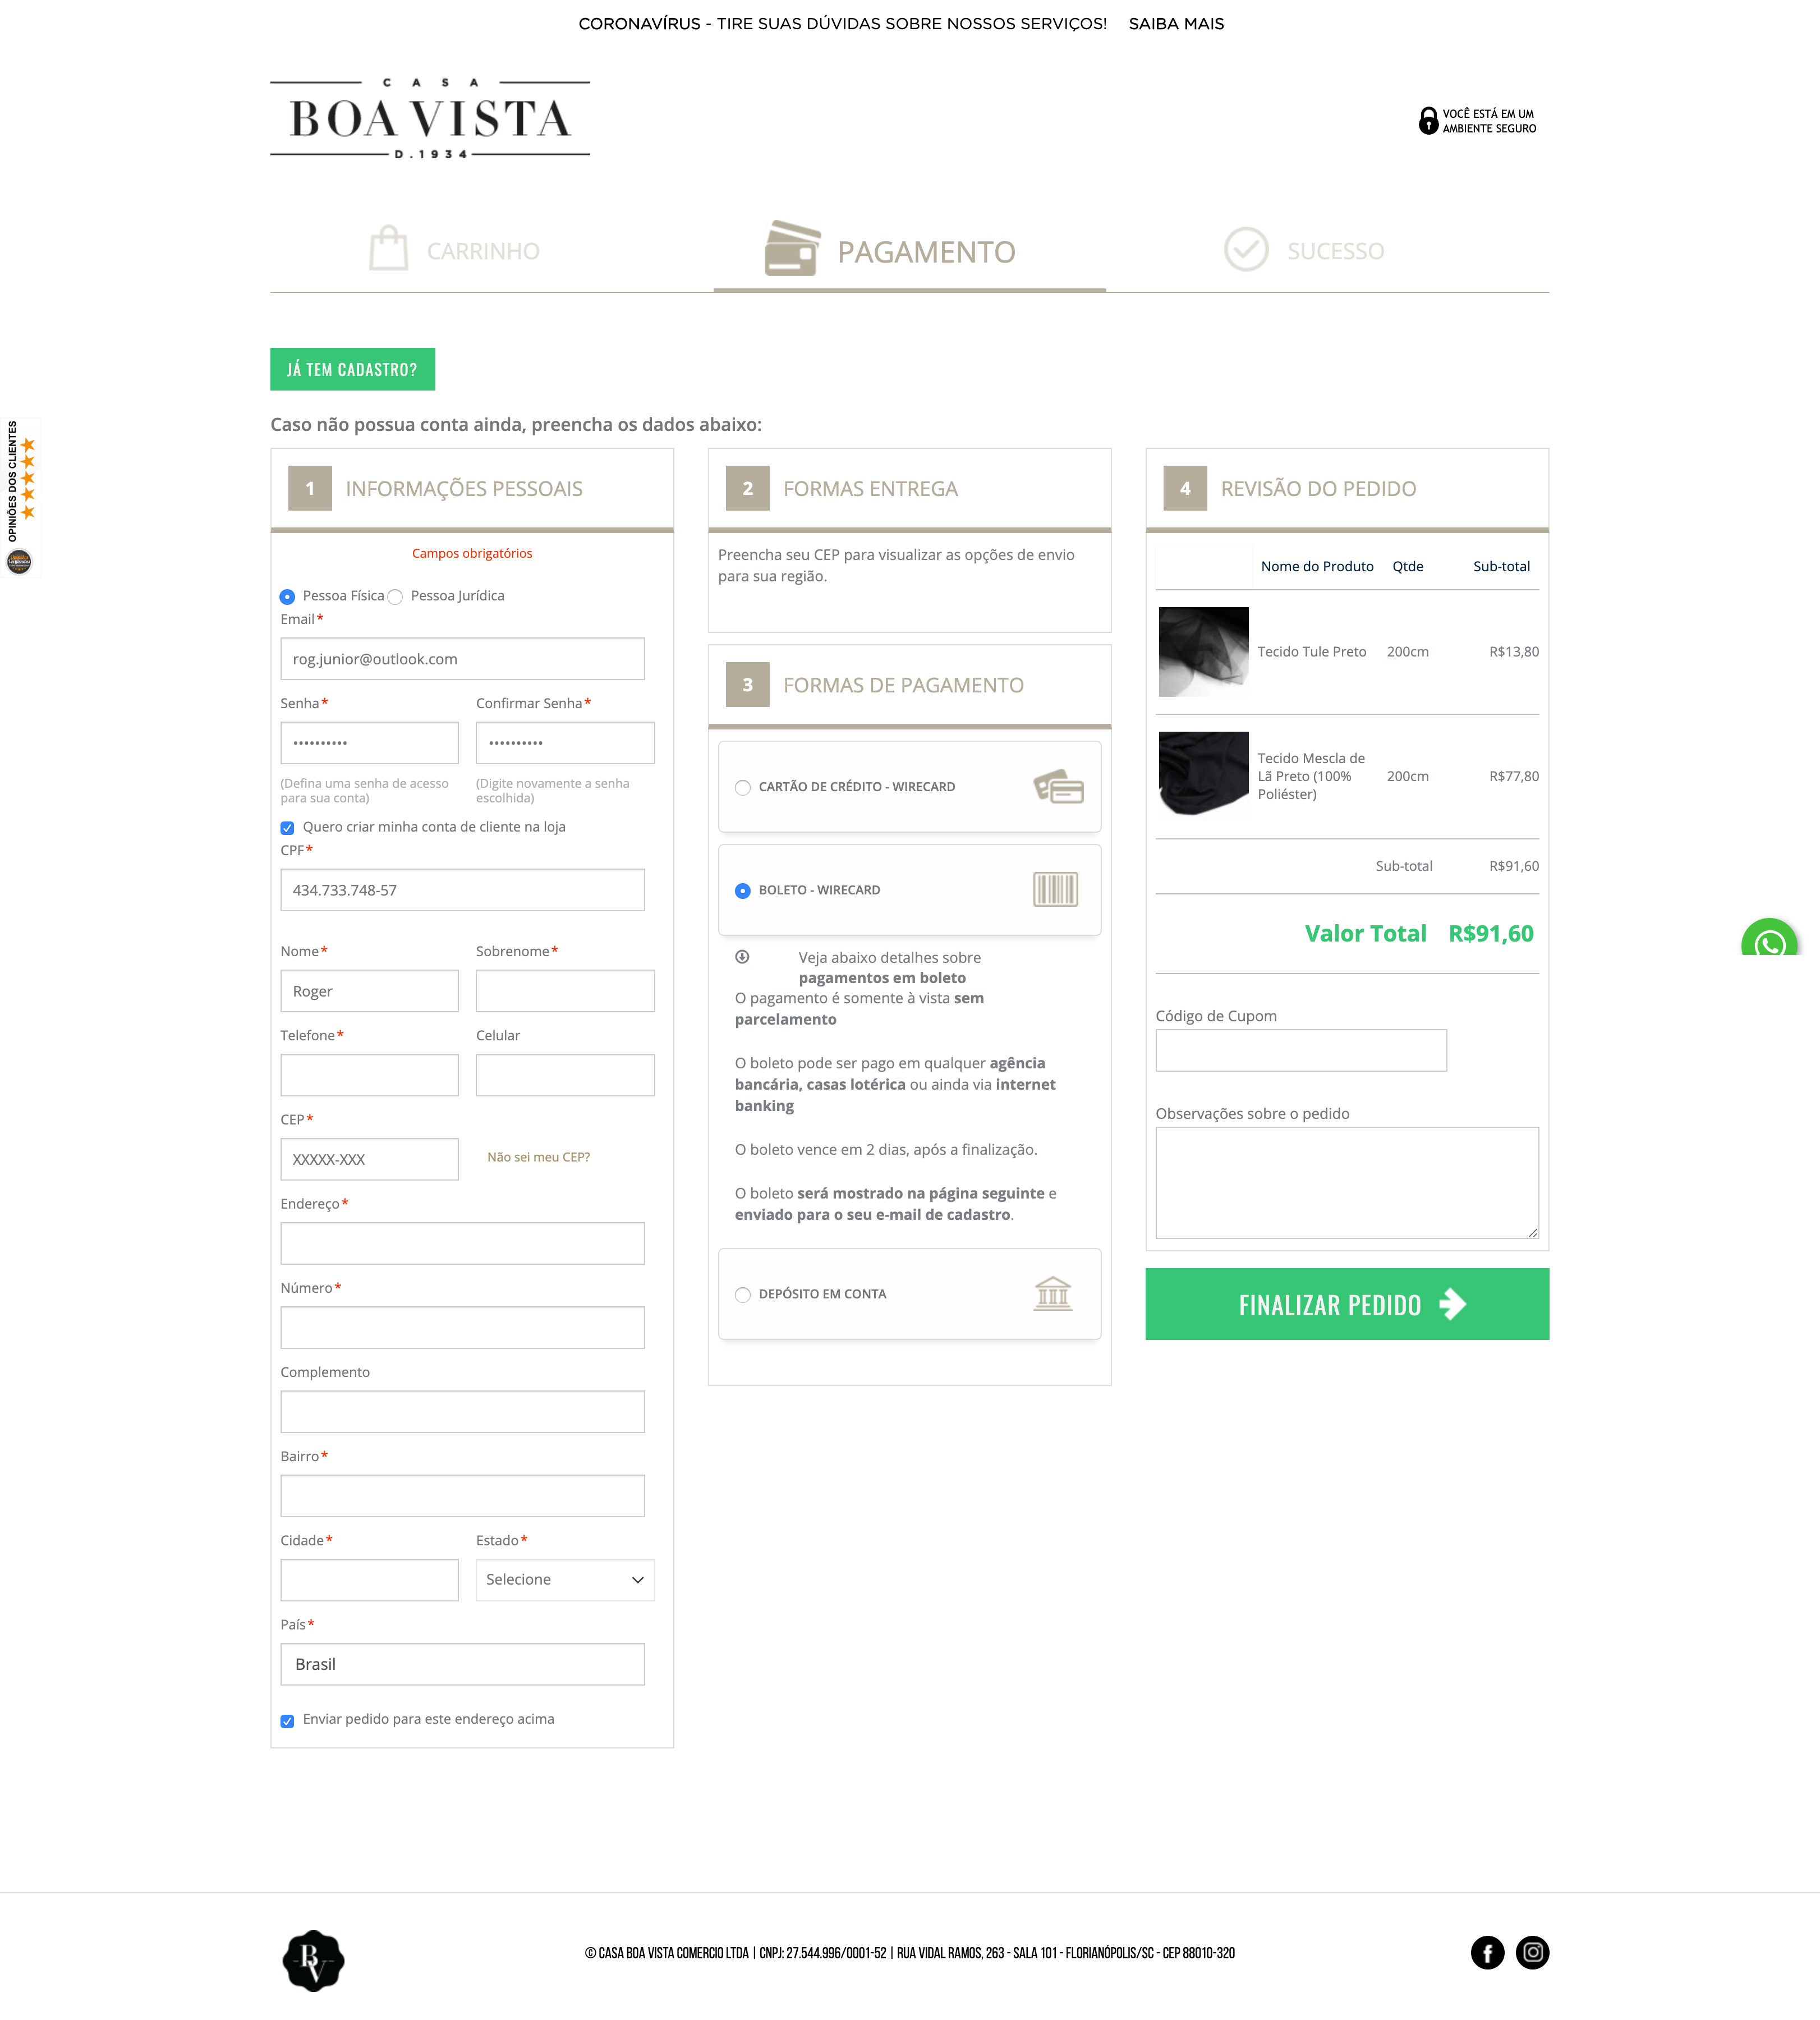 CORONAVÍRUS - TIRE SUAS DÚVIDAS SOBRE NOSSOS SERVIÇOS! SAIBA MAIS
CASA
BOA VISTA
D.1934
VOCÊ ESTÁ EM UM
AMBIENTE SEGURO
CARRINHO
PAGAMENTO
SUCESSO
JÁ TEM CADASTRO?
OPINIÕES DOS CLIENTES
Caso não possua conta ainda, preencha os dados abaixo:
1 INFORMAÇÕES PESSOAIS
Campos obrigatórios
Pessoa Física Pessoa Jurídica
Email*
rog.junior@outlook.com
Senha* Confirmar Senha*
•••••••••• ••••••••••
(Defina uma senha de acesso
para sua conta)
(Digite novamente a senha
escolhida)
Quero criar minha conta de cliente na loja
CPF*
434.733.748-57
Nome* Sobrenome*
Roger
Telefone* Celular
CEP*
XXXXX-XXX Não sei meu CEP?
Endereço*
Número*
Complemento
Bairro*
Cidade* Estado*
Selecione
País*
Brasil
Enviar pedido para este endereço acima
2 FORMAS ENTREGA
Preencha seu CEP para visualizar as opções de envio
para sua região.
3 FORMAS DE PAGAMENTO
CARTÃO DE CRÉDITO - WIRECARD
BOLETO - WIRECARD
Veja abaixo detalhes sobre
pagamentos em boleto
O pagamento é somente à vista sem
parcelamento
O boleto pode ser pago em qualquer agência
bancária, casas lotérica ou ainda via internet
banking
O boleto vence em 2 dias, após a finalização.
O boleto será mostrado na página seguinte e
enviado para o seu e-mail de cadastro.
DEPÓSITO EM CONTA
4 REVISÃO DO PEDIDO
Nome do Produto Qtde Sub-total
Tecido Tule Preto 200cm R$13,80
Tecido Mescla de
Lã Preto (100%
Poliéster)
200cm R$77,80
Sub-total R$91,60
Valor Total R$91,60
Código de Cupom
Observações sobre o pedido
FINALIZAR PEDIDO
BV
© CASA BOA VISTA COMERCIO LTDA | CNPJ: 27.544.996/0001-52 | RUA VIDAL RAMOS, 263 - SALA 101 - FLORIANÓPOLIS/SC - CEP 88010-320